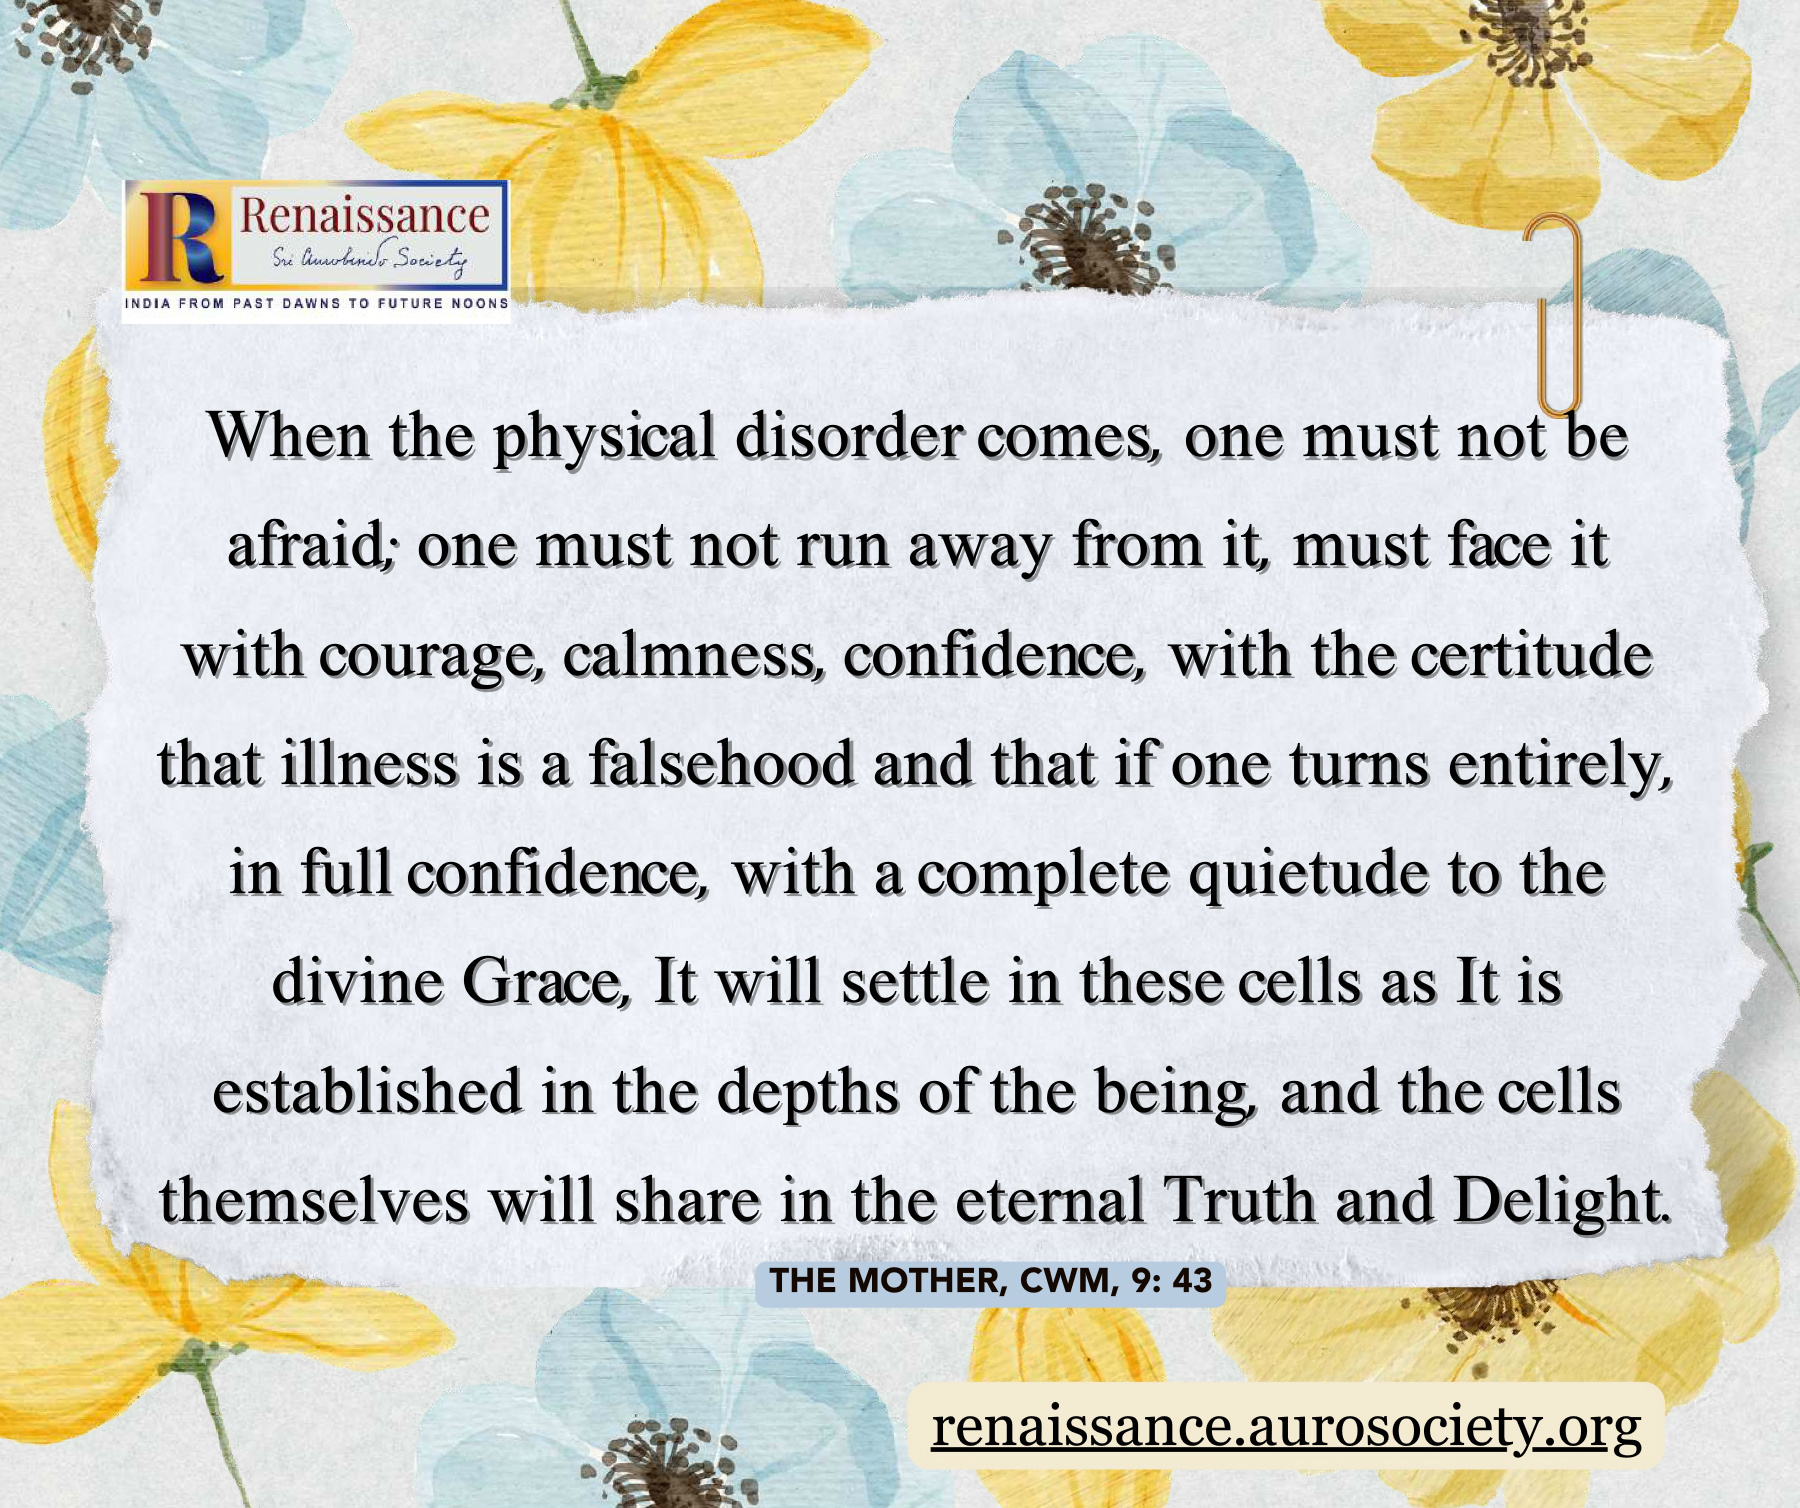 R Renaissance
Sri Aurobindo Society
INDIA FROM PAST DAWNS TO FUTURE NOONS
When the physical disorder comes, one must not be
afraid; one must not run away from it, must face it
with courage, calmness, confidence, with the certitude
that illness is a falsehood and that if one turns entirely,
in full confidence, with a complete quietude to the
divine Grace, It will settle in these cells as It is
established in the depths of the being, and the cells
themselves will share in the eternal Truth and Delight.
THE MOTHER, CWM, 9: 43
renaissance.aurosociety.org